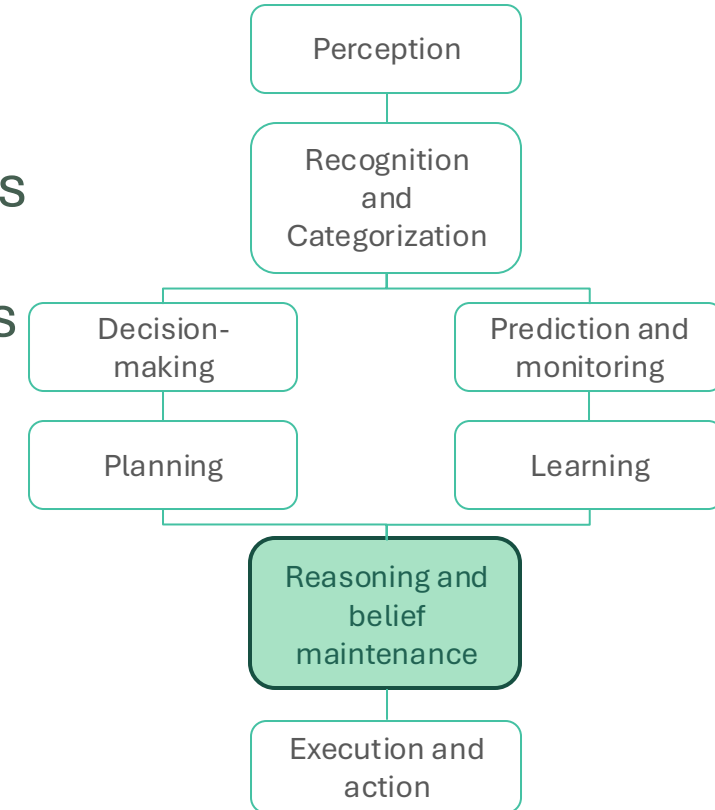 Perception
Recognition
and
Categorization
s
s
Decision-
making
Prediction and
monitoring
Planning
Learning
Reasoning and
belief
maintenance
Execution and
action